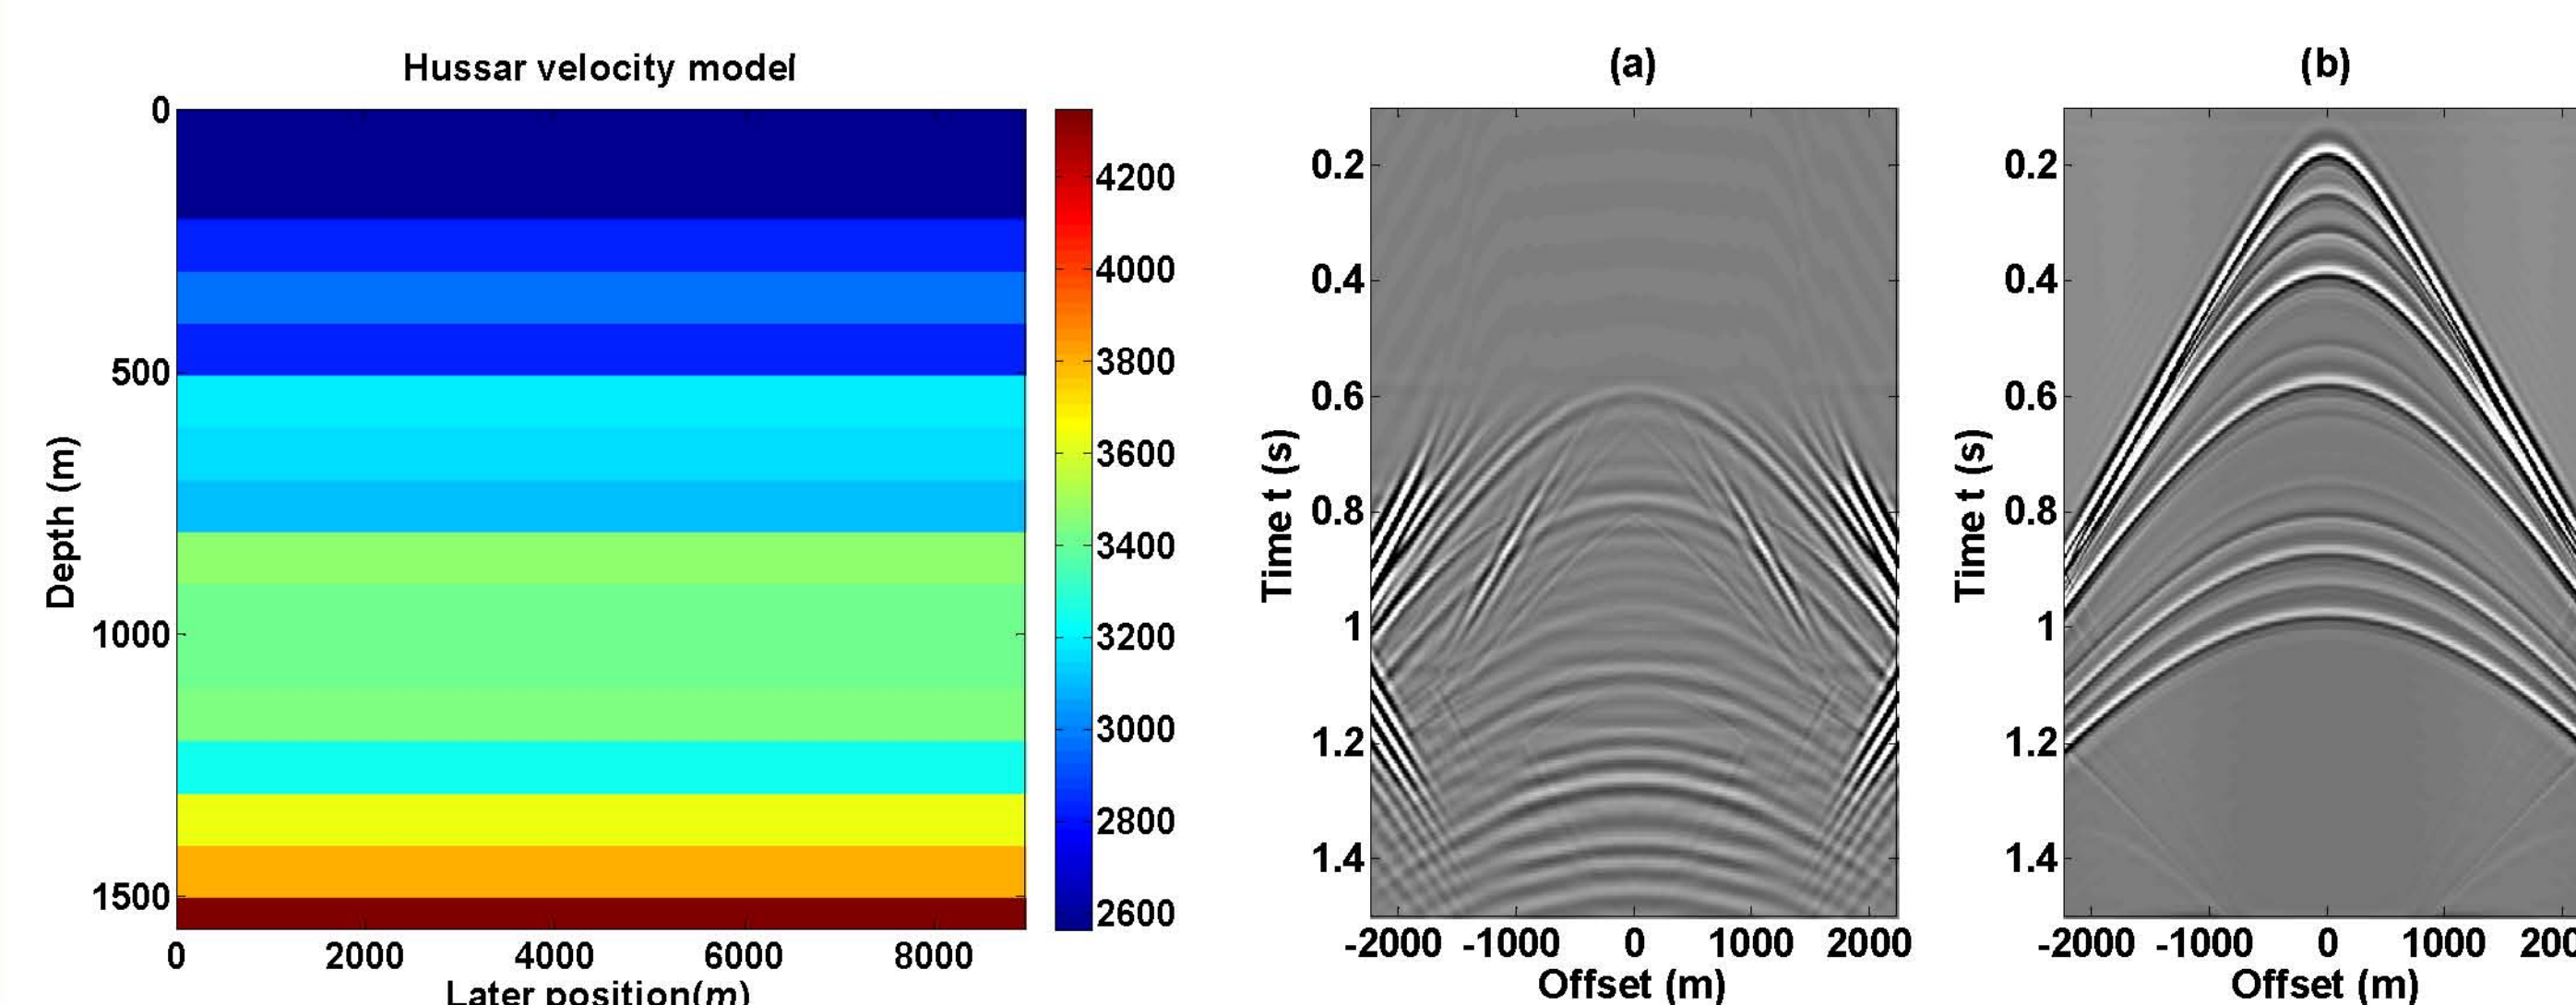 Hussar velocity model
0
500
1000
1500
Depth (m)
0 2000 4000 6000 8000
Later position(m)
4200
4000
3800
3600
3400
3200
3000
2800
2600
(a)
0.2
0.4
0.6
0.8
1
1.2
1.4
Time t (s)
-2000 -1000 0 1000 2000
Offset (m)
(b)
0.2
0.4
0.6
0.8
1
1.2
1.4
Time t (s)
-2000 -1000 0 1000 200
Offset (m)